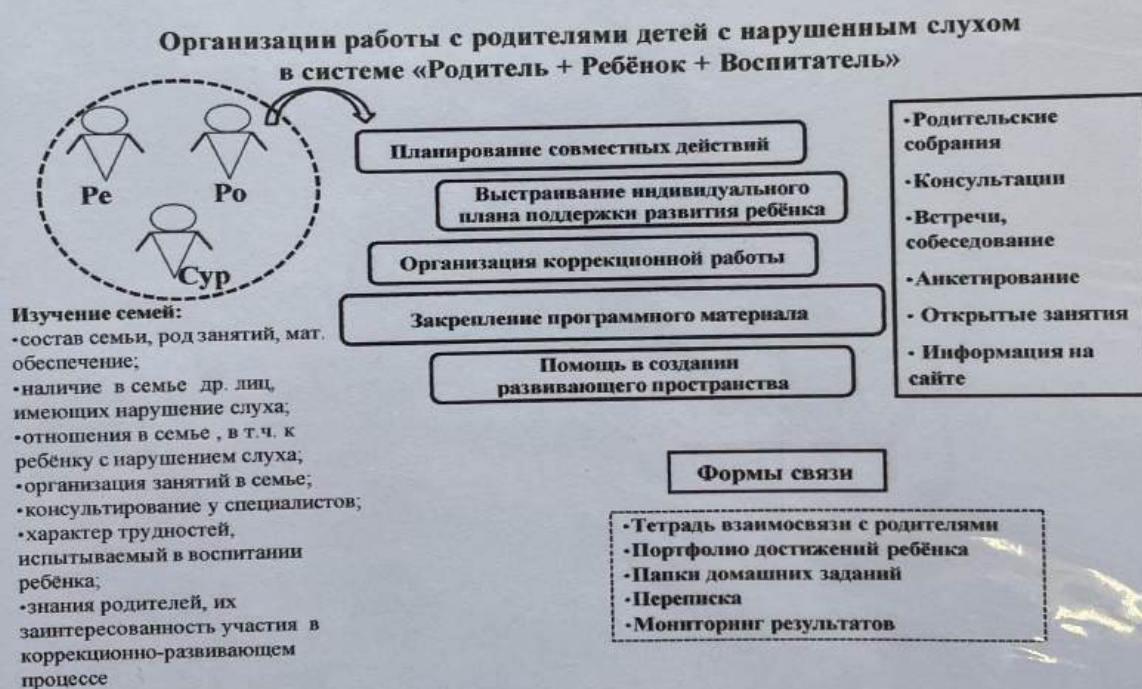 Организации работы с родителями детей с нарушенным слухом
в системе «Родитель + Ребёнок + Воспитатель»
Ре
Ро
Сур
Изучение семей:
•состав семьи, род занятий, мат.
обеспечение;
•наличие в семье др. лиц,
имеющих нарушение слуха;
•отношения в семье , в т.ч. к
ребёнку с нарушением слуха;
•организация занятий в семье;
•консультирование у специалистов;
•характер трудностей,
испытываемый в воспитании
ребёнка;
•знания родителей, их
заинтересованность участия в
коррекционно-развивающем
процессе
Планирование совместных действий
Выстраивание индивидуального
плана поддержки развития ребёнка
Организация коррекционной работы
Закрепление программного материала
Помощь в создании
развивающего пространства
•Родительские
собрания
•Консультации
•Встречи,
собеседование
•Анкетирование
• Открытые занятия
• Информация на
сайте
Формы связи
•Тетрадь взаимосвязи с родителями
•Портфолио достижений ребёнка
•Папки домашних заданий
•Переписка
•Мониторинг результатов